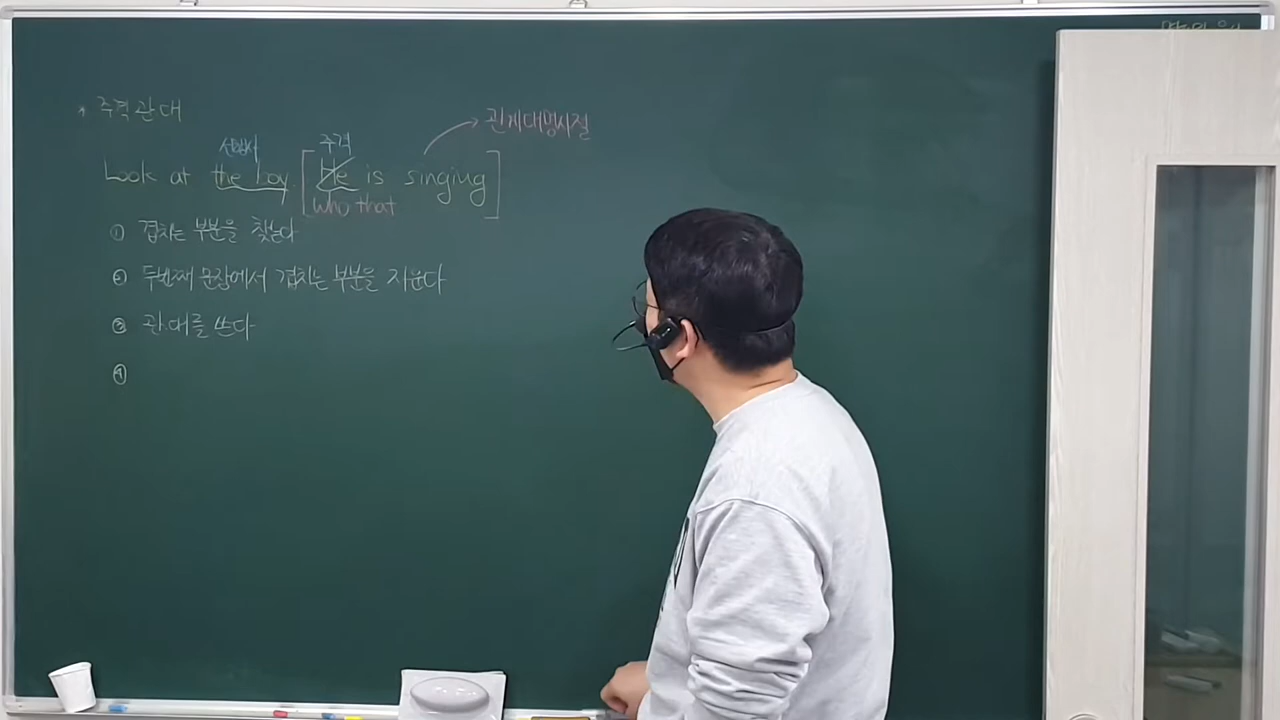 * 주격관대
관계대명사절
선행사 주격
Look at the boy. [He is singing]
who that
① 겹치는 부분을 찾는다
② 두번째 문장에서 겹치는 부분을 지운다
③ 관.대를 쓴다
④